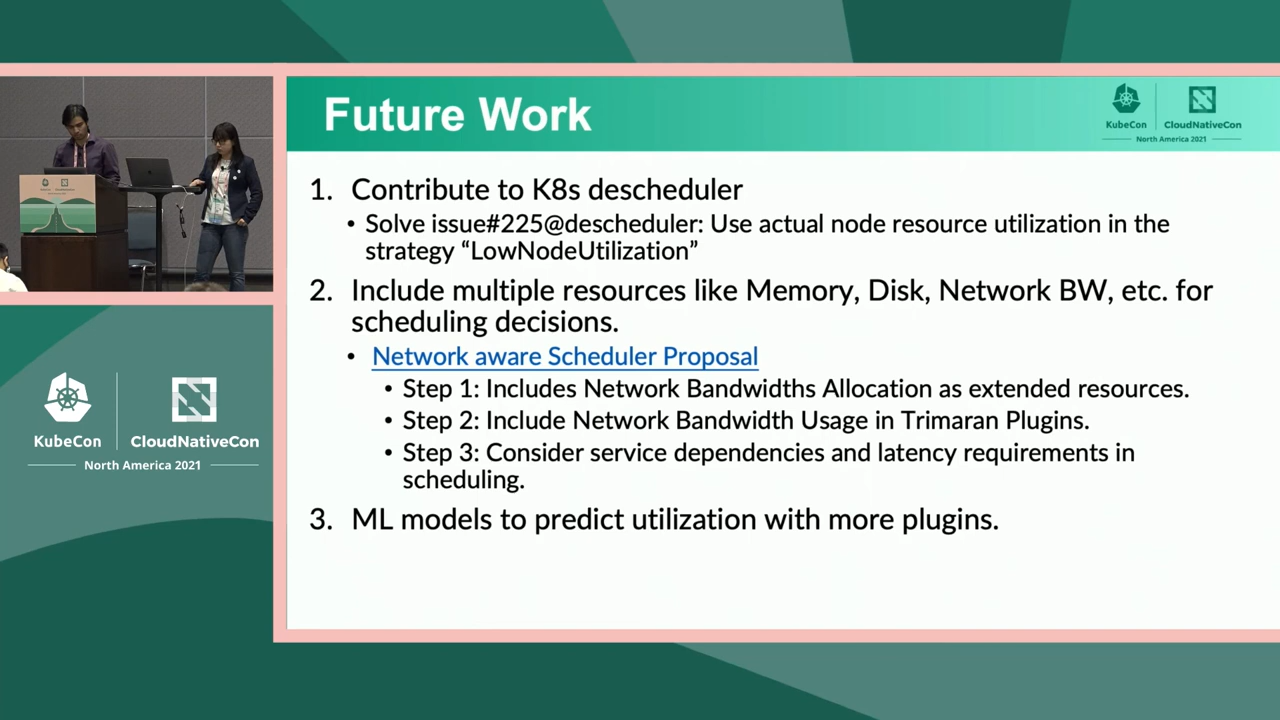 Future Work
KubeCon
CloudNativeCon
North America 2021
1. Contribute to K8s descheduler
• Solve issue#225@descheduler: Use actual node resource utilization in the
strategy “LowNodeUtilization”
2. Include multiple resources like Memory, Disk, Network BW, etc. for
scheduling decisions.
• Network aware Scheduler Proposal
• Step 1: Includes Network Bandwidths Allocation as extended resources.
• Step 2: Include Network Bandwidth Usage in Trimaran Plugins.
• Step 3: Consider service dependencies and latency requirements in
scheduling.
3. ML models to predict utilization with more plugins.
KubeCon
CloudNativeCon
North America 2021